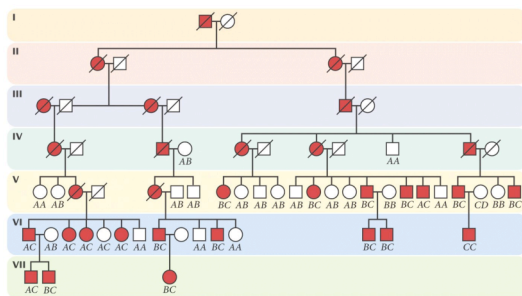 I
II
III
IV
AB AA
V
AA AB AB AB BC AB AB AB AB BC AB AB BC BB BC AC AA BC CD BB BC
VI
AC AB AC AC AC AC AA BC AA BC AA BC BC CC
VII
AC BC BC